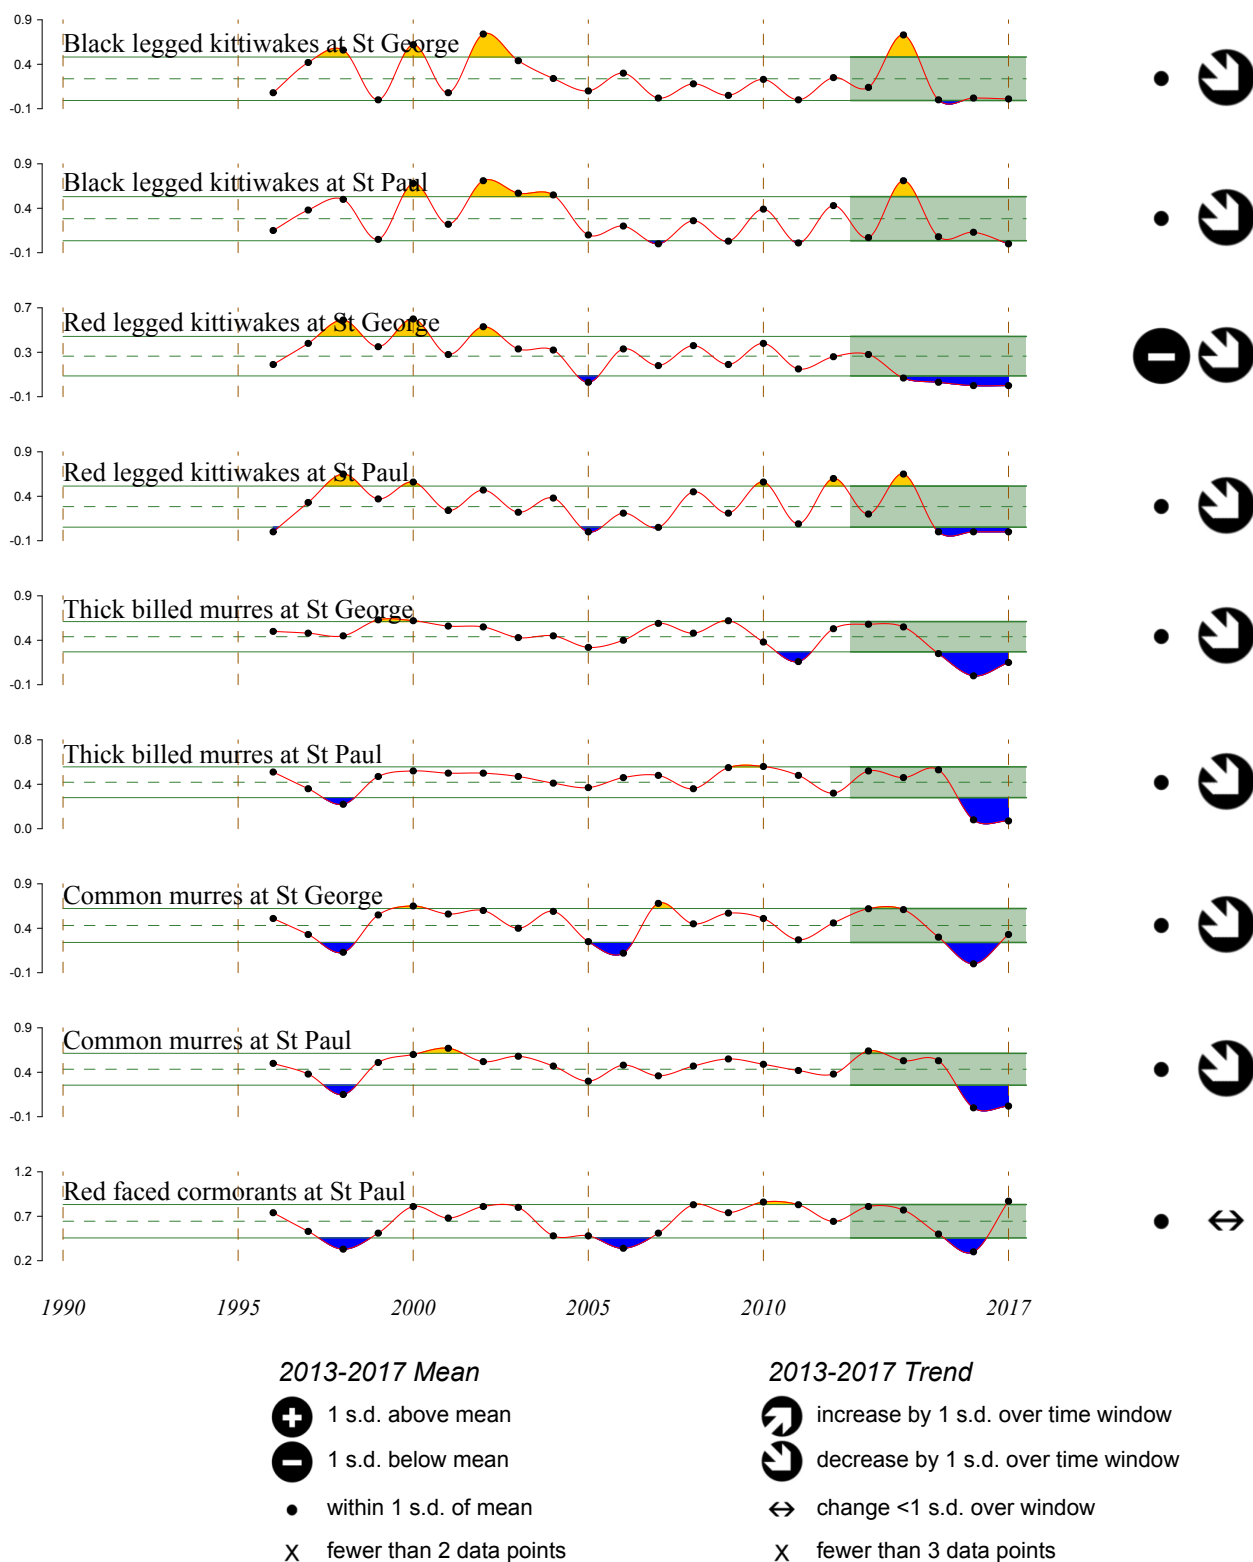 Black legged kittiwakes at St George
0.9
0.4
-0.1
Black legged kittiwakes at St Paul
0.9
0.4
-0.1
Red legged kittiwakes at St George
0.7
0.3
-0.1
Red legged kittiwakes at St Paul
0.9
0.4
-0.1
Thick billed murres at St George
0.9
0.4
-0.1
Thick billed murres at St Paul
0.8
0.4
0.0
Common murres at St George
0.9
0.4
-0.1
Common murres at St Paul
0.9
0.4
-0.1
Red faced cormorants at St Paul
1.2
0.7
0.2
1990 1995 2000 2005 2010 2017
2013-2017 Mean
1 s.d. above mean
1 s.d. below mean
within 1 s.d. of mean
x fewer than 2 data points
2013-2017 Trend
increase by 1 s.d. over time window
decrease by 1 s.d. over time window
change <1 s.d. over window
x fewer than 3 data points